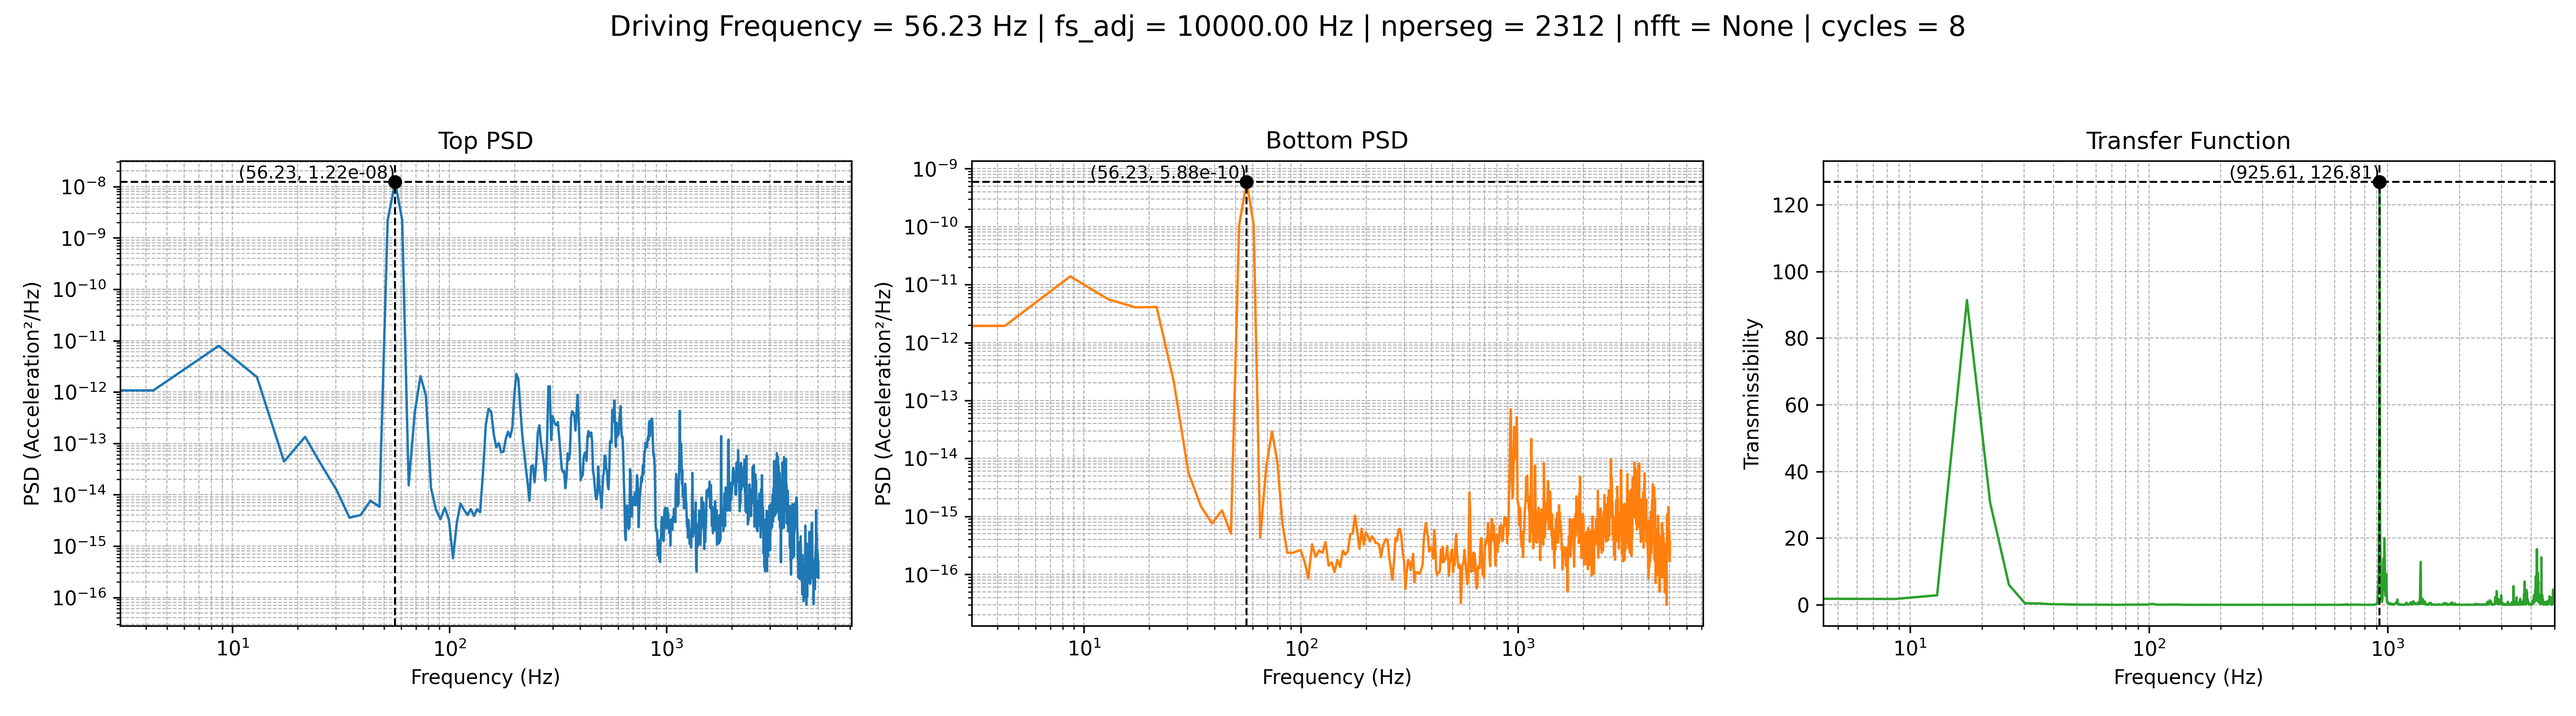 Driving Frequency = 56.23 Hz | fs_adj = 10000.00 Hz | nperseg = 2312 | nfft = None | cycles = 8
Top PSD
(56.23, 1.22e-08)
10⁻⁸
10⁻⁹
10⁻¹⁰
10⁻¹¹
10⁻¹²
10⁻¹³
10⁻¹⁴
10⁻¹⁵
10⁻¹⁶
PSD (Acceleration²/Hz)
10¹ 10² 10³
Frequency (Hz)
Bottom PSD
(56.23, 5.88e-10)
10⁻⁹
10⁻¹⁰
10⁻¹¹
10⁻¹²
10⁻¹³
10⁻¹⁴
10⁻¹⁵
10⁻¹⁶
PSD (Acceleration²/Hz)
10¹ 10² 10³
Frequency (Hz)
Transfer Function
(925.61, 126.81)
120
100
80
60
40
20
0
Transmissibility
10¹ 10² 10³
Frequency (Hz)